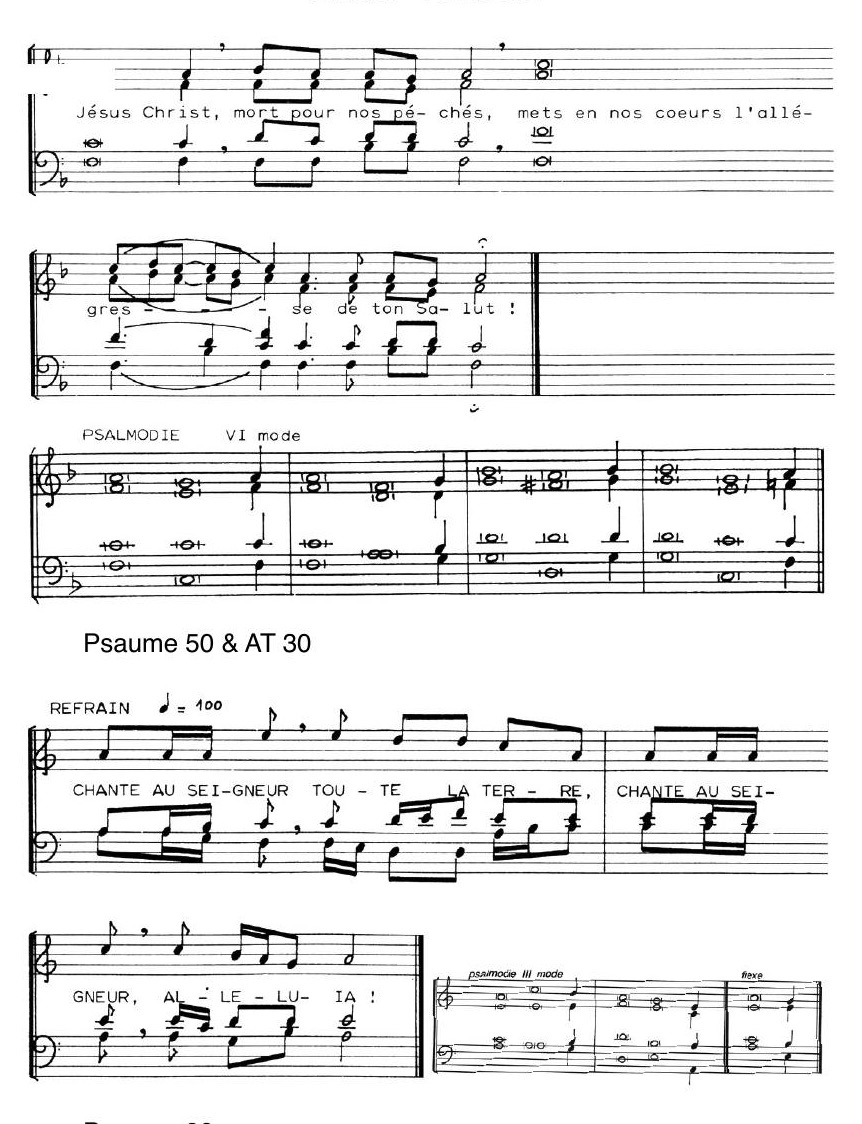 Jésus Christ, mort pour nos pé- chés, mets en nos coeurs l'allé-
gres - - - - se de ton Sa- lut !
PSALMODIE VI mode
Psaume 50 & AT 30
REFRAIN ♩ = 100
CHANTE AU SEI-GNEUR TOU - TE LA TER - RE, CHANTE AU SEI-
GNEUR, AL - LE - LU- IA !
psalmodie III mode flexe